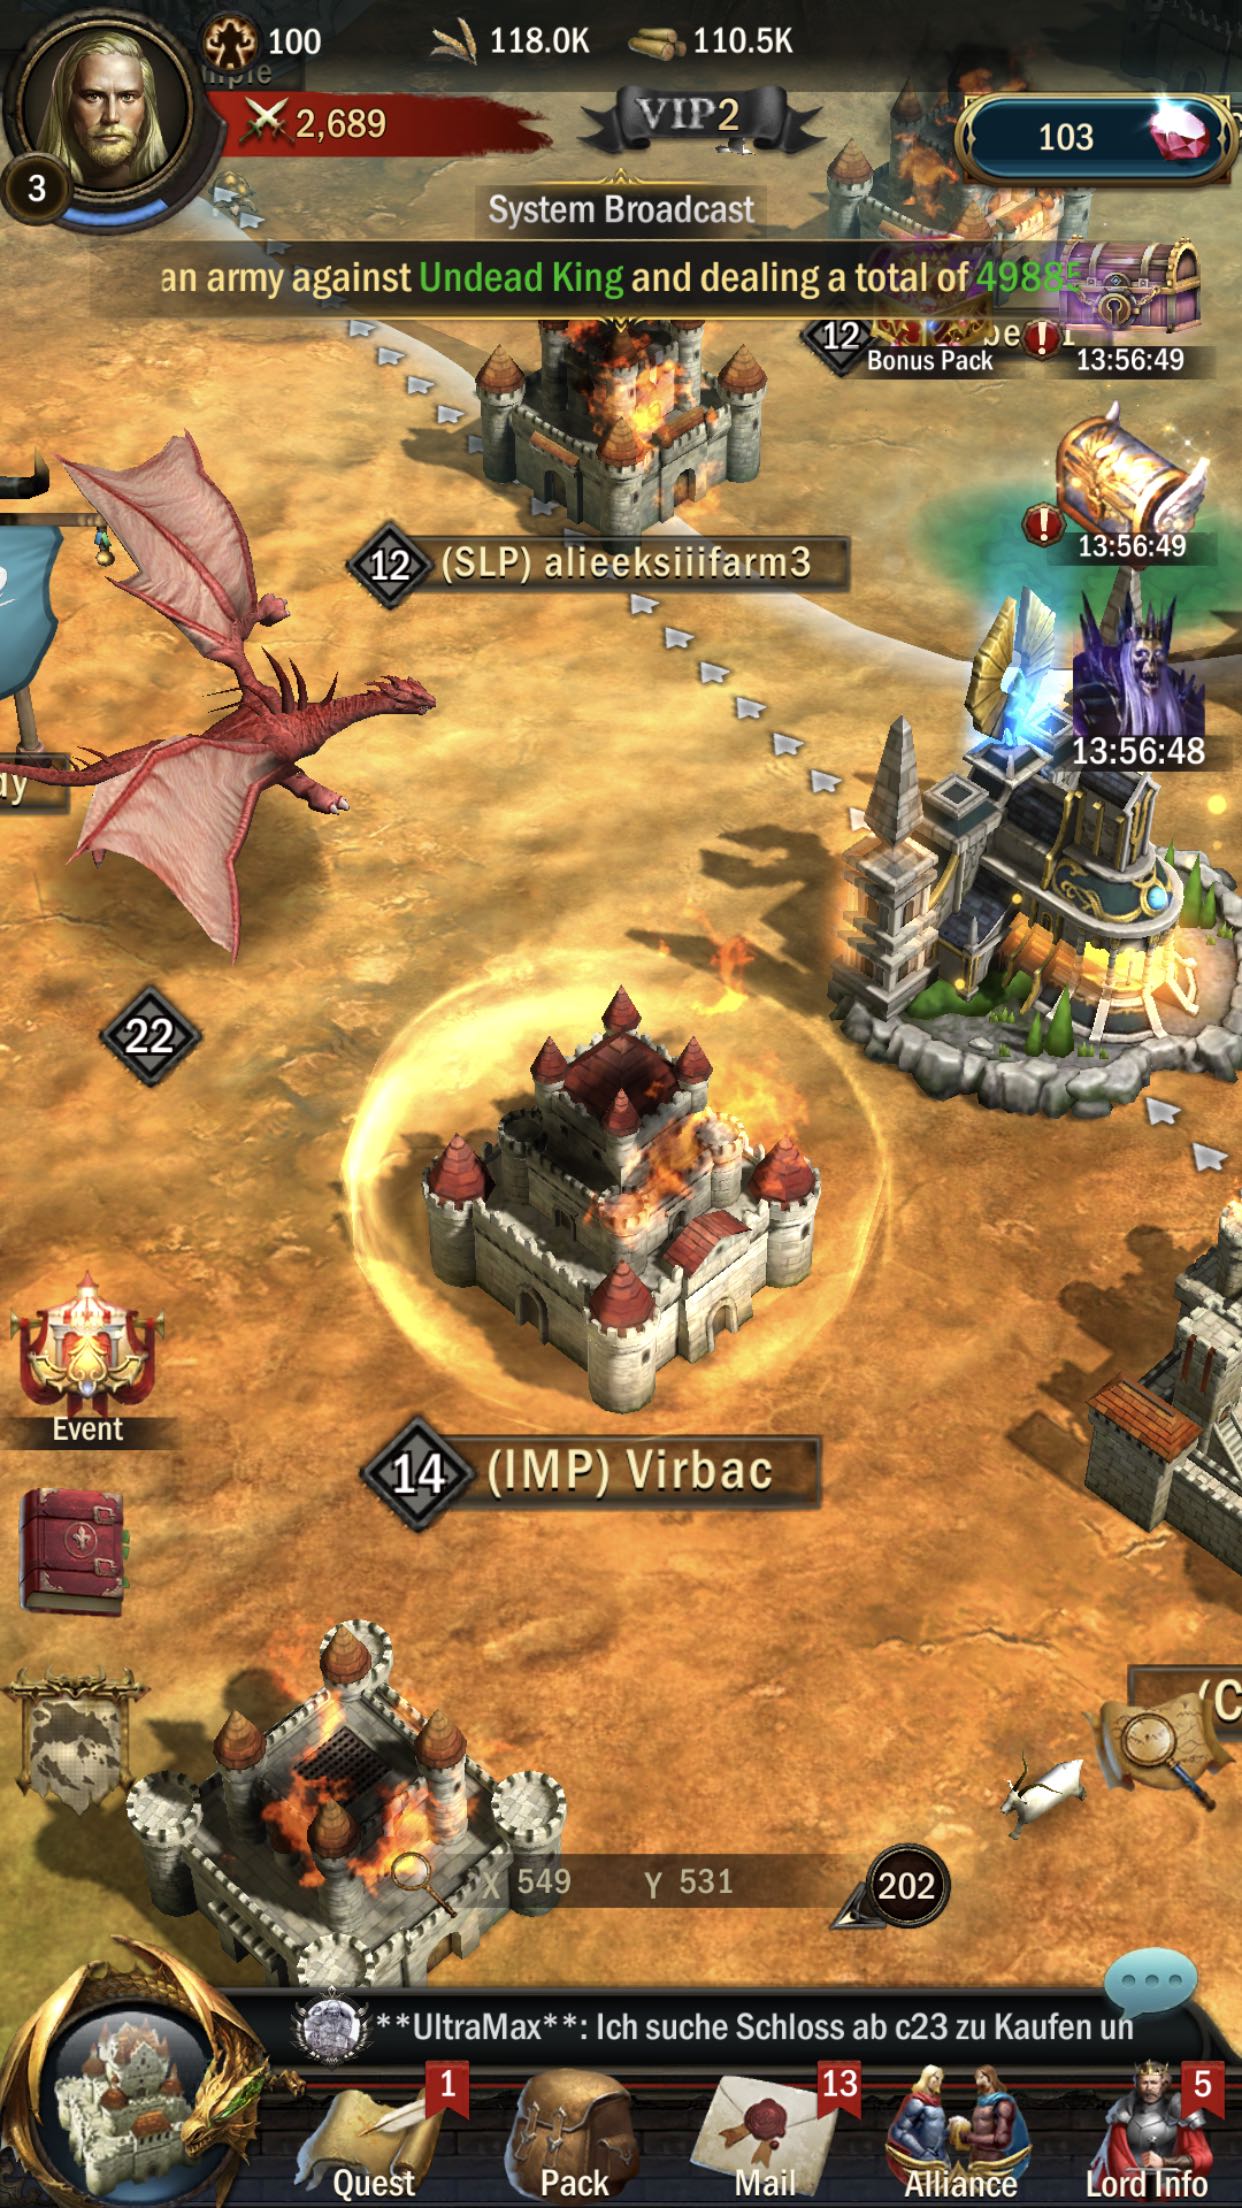 100
118.0K
110.5K
2,689
VIP2
103
3
System Broadcast
an army against Undead King and dealing a total of 49885
12
Bonus Pack
13:56:49
13:56:49
12 (SLP) alieeksiiifarm3
13:56:48
22
Event
14 (IMP) Virbac
X 549 Y 531
202
**UltraMax**: Ich suche Schloss ab c23 zu Kaufen un
1
13
5
Quest
Pack
Mail
Alliance
Lord Info